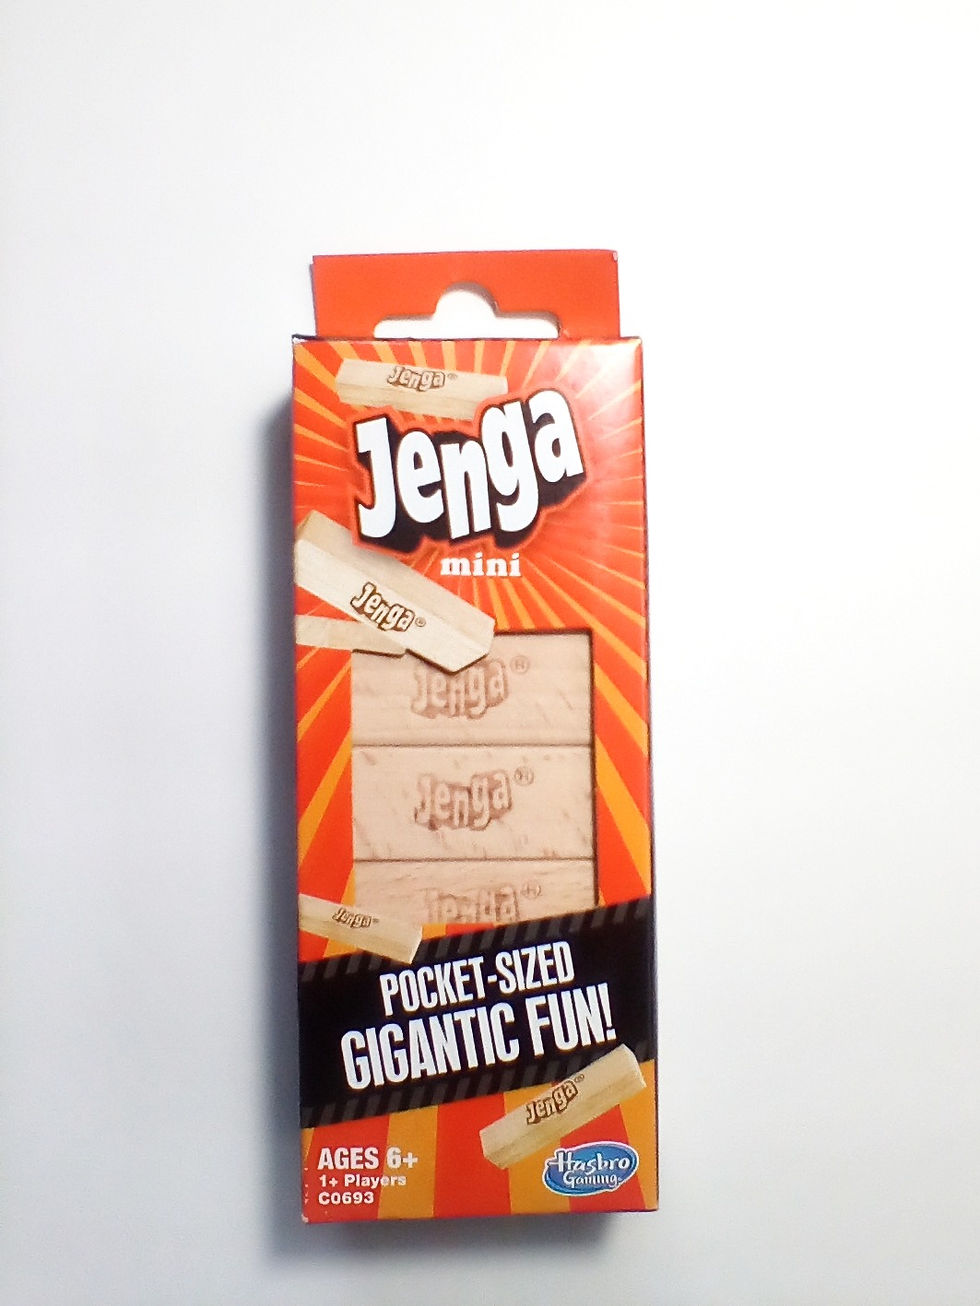 Jenga®
Jenga
mini
Jenga®
Jenga®
Jenga®
Jenga®
Jenga
POCKET-SIZED
GIGANTIC FUN!
Jenga®
AGES 6+
1+ Players
C0693
Hasbro
Gaming